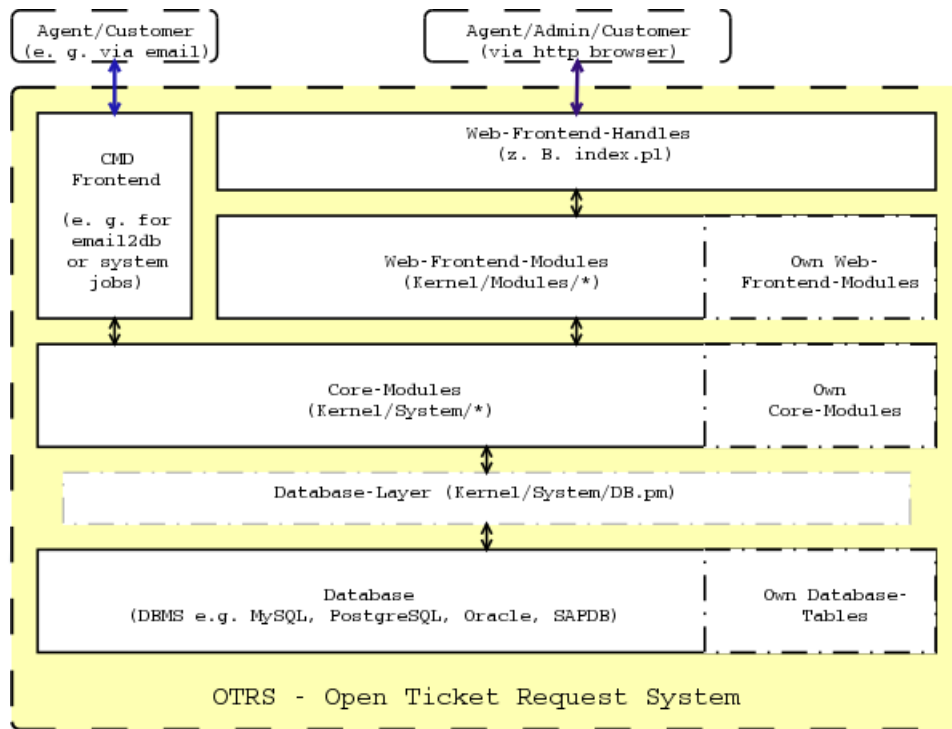 Agent/Customer
(e. g. via email)
Agent/Admin/Customer
(via http browser)
CMD
Frontend
(e. g. for
email2db
or system
jobs)
Web-Frontend-Handles
(z. B. index.pl)
Web-Frontend-Modules
(Kernel/Modules/*)
Own Web-
Frontend-Modules
Core-Modules
(Kernel/System/*)
Own
Core-Modules
Database-Layer (Kernel/System/DB.pm)
Database
(DBMS e.g. MySQL, PostgreSQL, Oracle, SAPDB)
Own Database-
Tables
OTRS - Open Ticket Request System